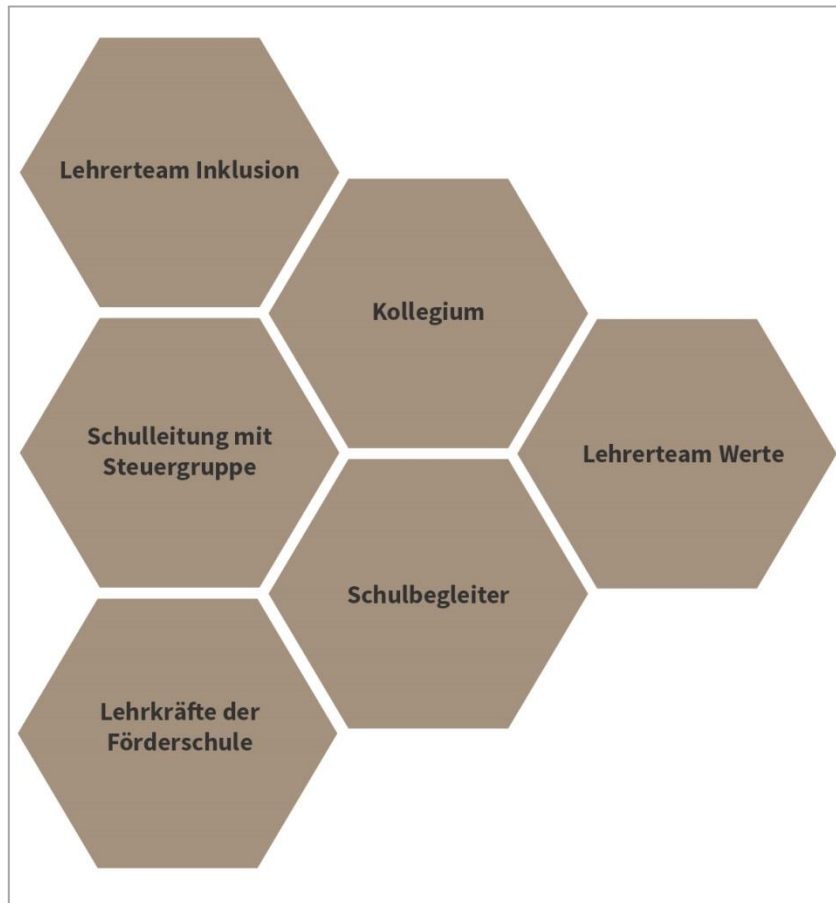 Lehrerteam Inklusion
Kollegium
Schulleitung mit
Steuergruppe
Lehrerteam Werte
Schulbegleiter
Lehrkräfte der
Förderschule